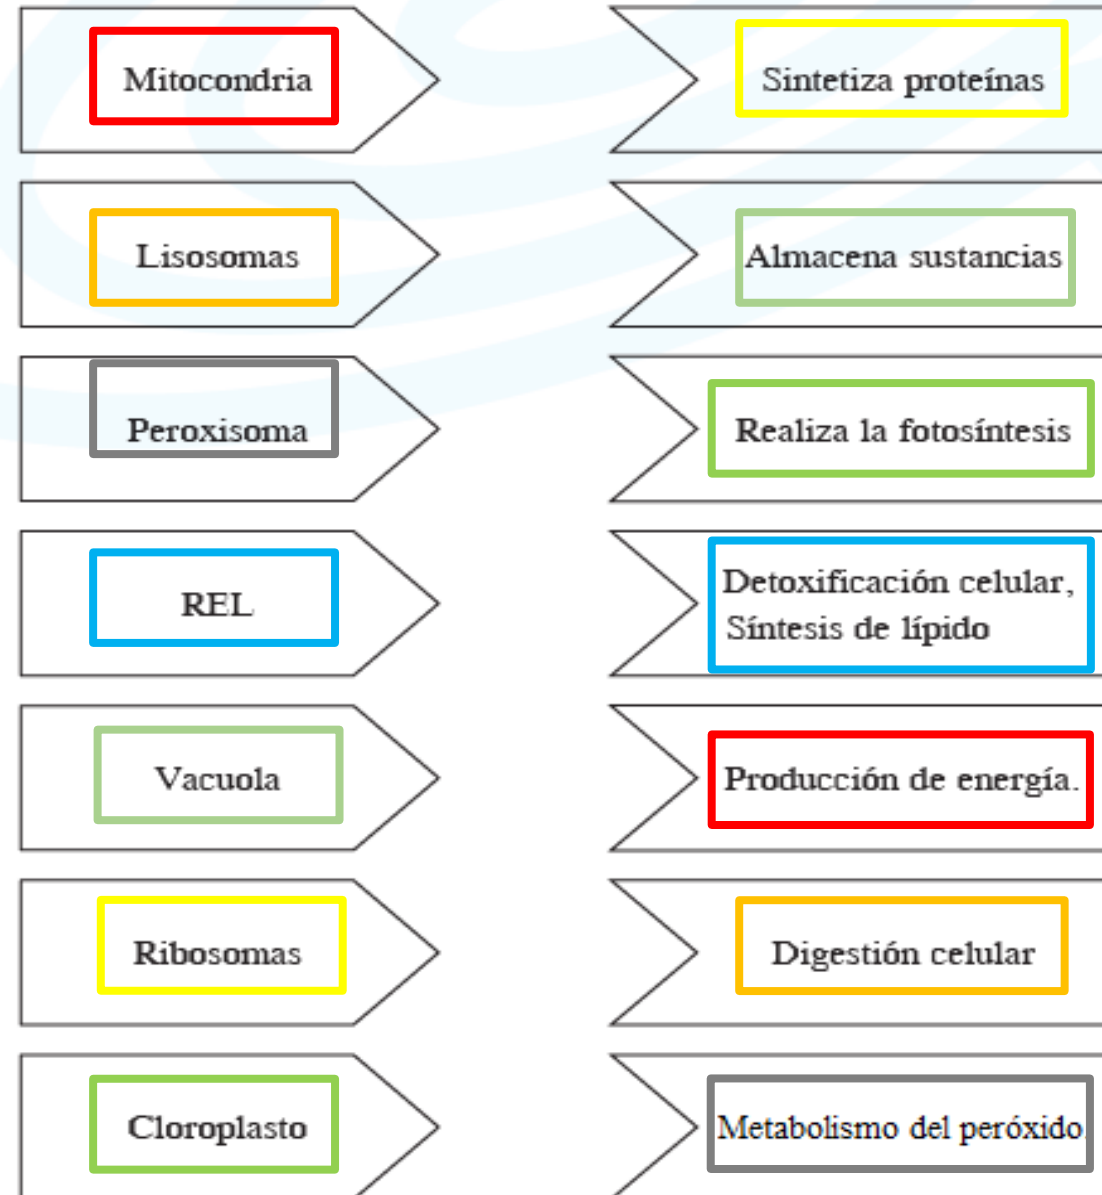 Mitocondria
Sintetiza proteínas
Lisosomas
Almacena sustancias
Peroxisoma
Realiza la fotosíntesis
REL
Detoxificación celular,
Síntesis de lípido
Vacuola
Producción de energía.
Ribosomas
Digestión celular
Cloroplasto
Metabolismo del peróxido.